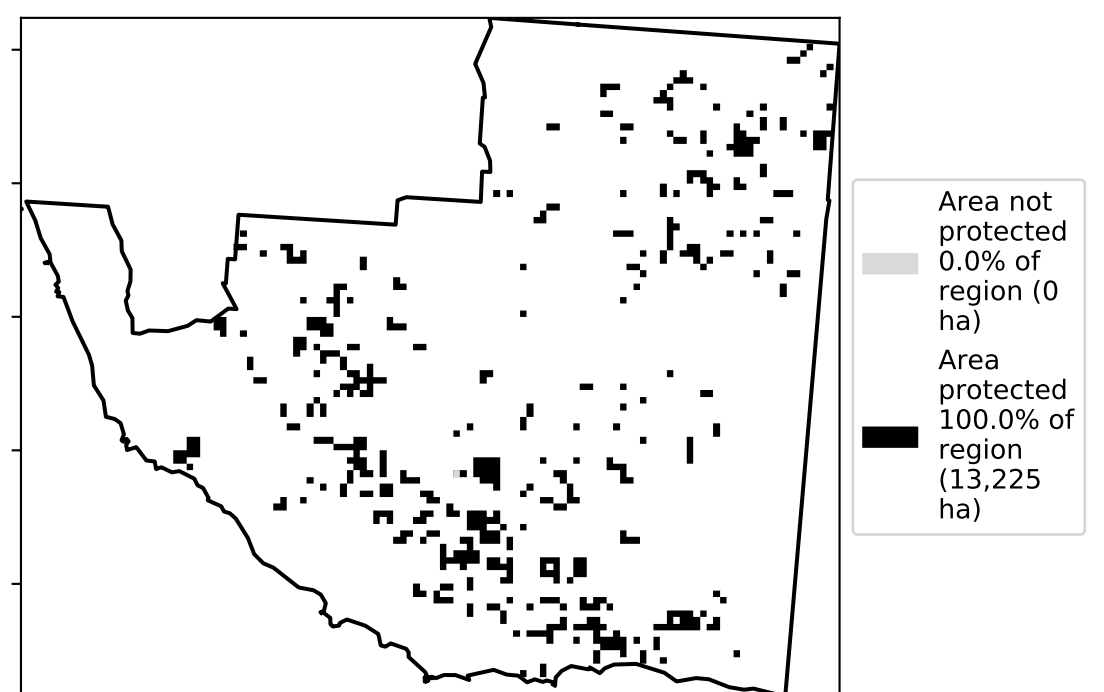 Area not
protected
0.0% of
region (0
ha)
Area
protected
100.0% of
region
(13,225
ha)